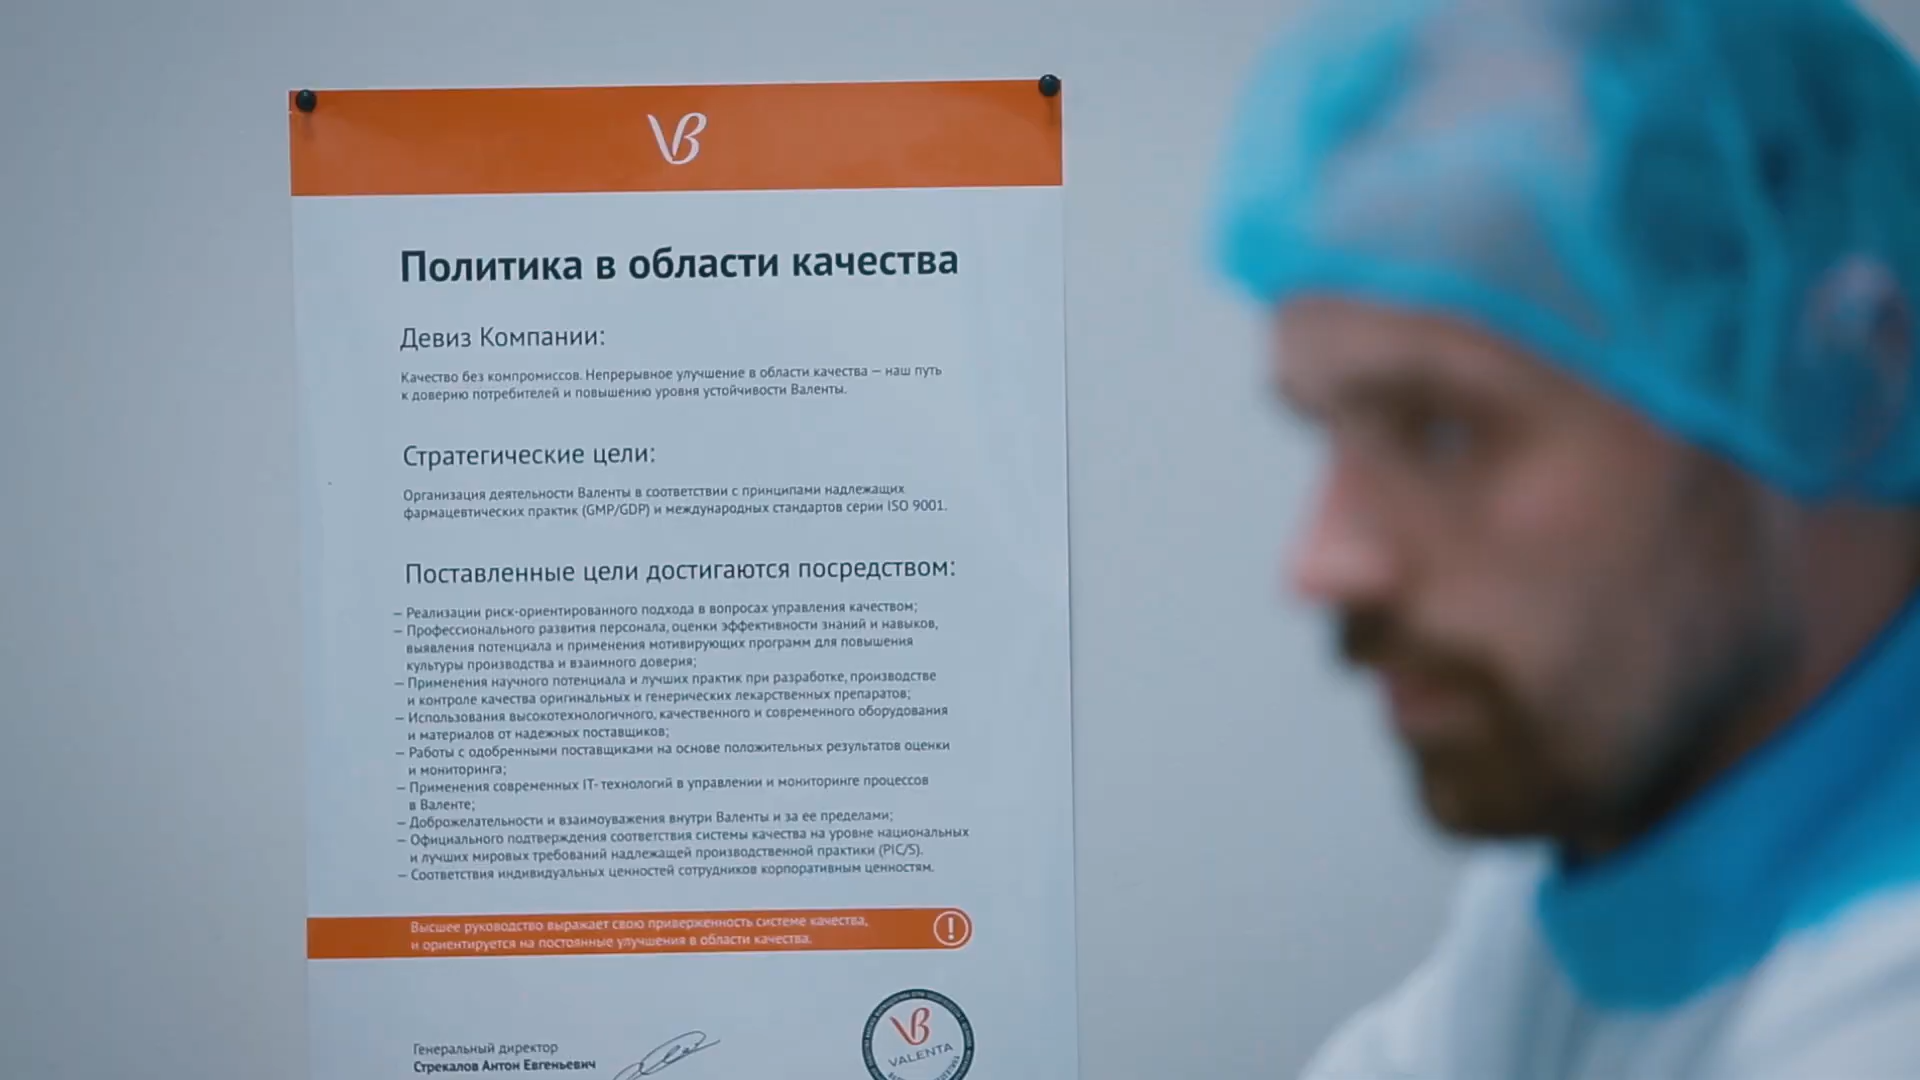 VB
Политика в области качества
Девиз Компании:
Качество без компромиссов. Непрерывное улучшение в области качества — наш путь
к доверию потребителей и повышению уровня устойчивости Валенты.
Стратегические цели:
Организация деятельности Валенты в соответствии с принципами надлежащих
фармацевтических практик (GMP/GDP) и международных стандартов серии ISO 9001.
Поставленные цели достигаются посредством:
— Реализации риск-ориентированного подхода в вопросах управления качеством;
— Профессионального развития персонала, оценки эффективности знаний и навыков,
выявления потенциала и применения мотивирующих программ для повышения
культуры производства и взаимного доверия;
— Применения научного потенциала и лучших практик при разработке, производстве
и контроле качества оригинальных и генерических лекарственных препаратов;
— Использования высокотехнологичного, качественного и современного оборудования
и материалов от надежных поставщиков;
— Работы с одобренными поставщиками на основе положительных результатов оценки
и мониторинга;
— Применения современных IT- технологий в управлении и мониторинге процессов
в Валенте;
— Доброжелательности и взаимоуважения внутри Валенты и за ее пределами;
— Официального подтверждения соответствия системы качества на уровне национальных
и лучших мировых требований надлежащей производственной практики (PIC/S).
— Соответствия индивидуальных ценностей сотрудников корпоративным ценностям.
Высшее руководство выражает свою приверженность системе качества,
и ориентируется на постоянные улучшения в области качества.
!
Генеральный директор
Стрекалов Антон Евгеньевич
VB
VALENTA